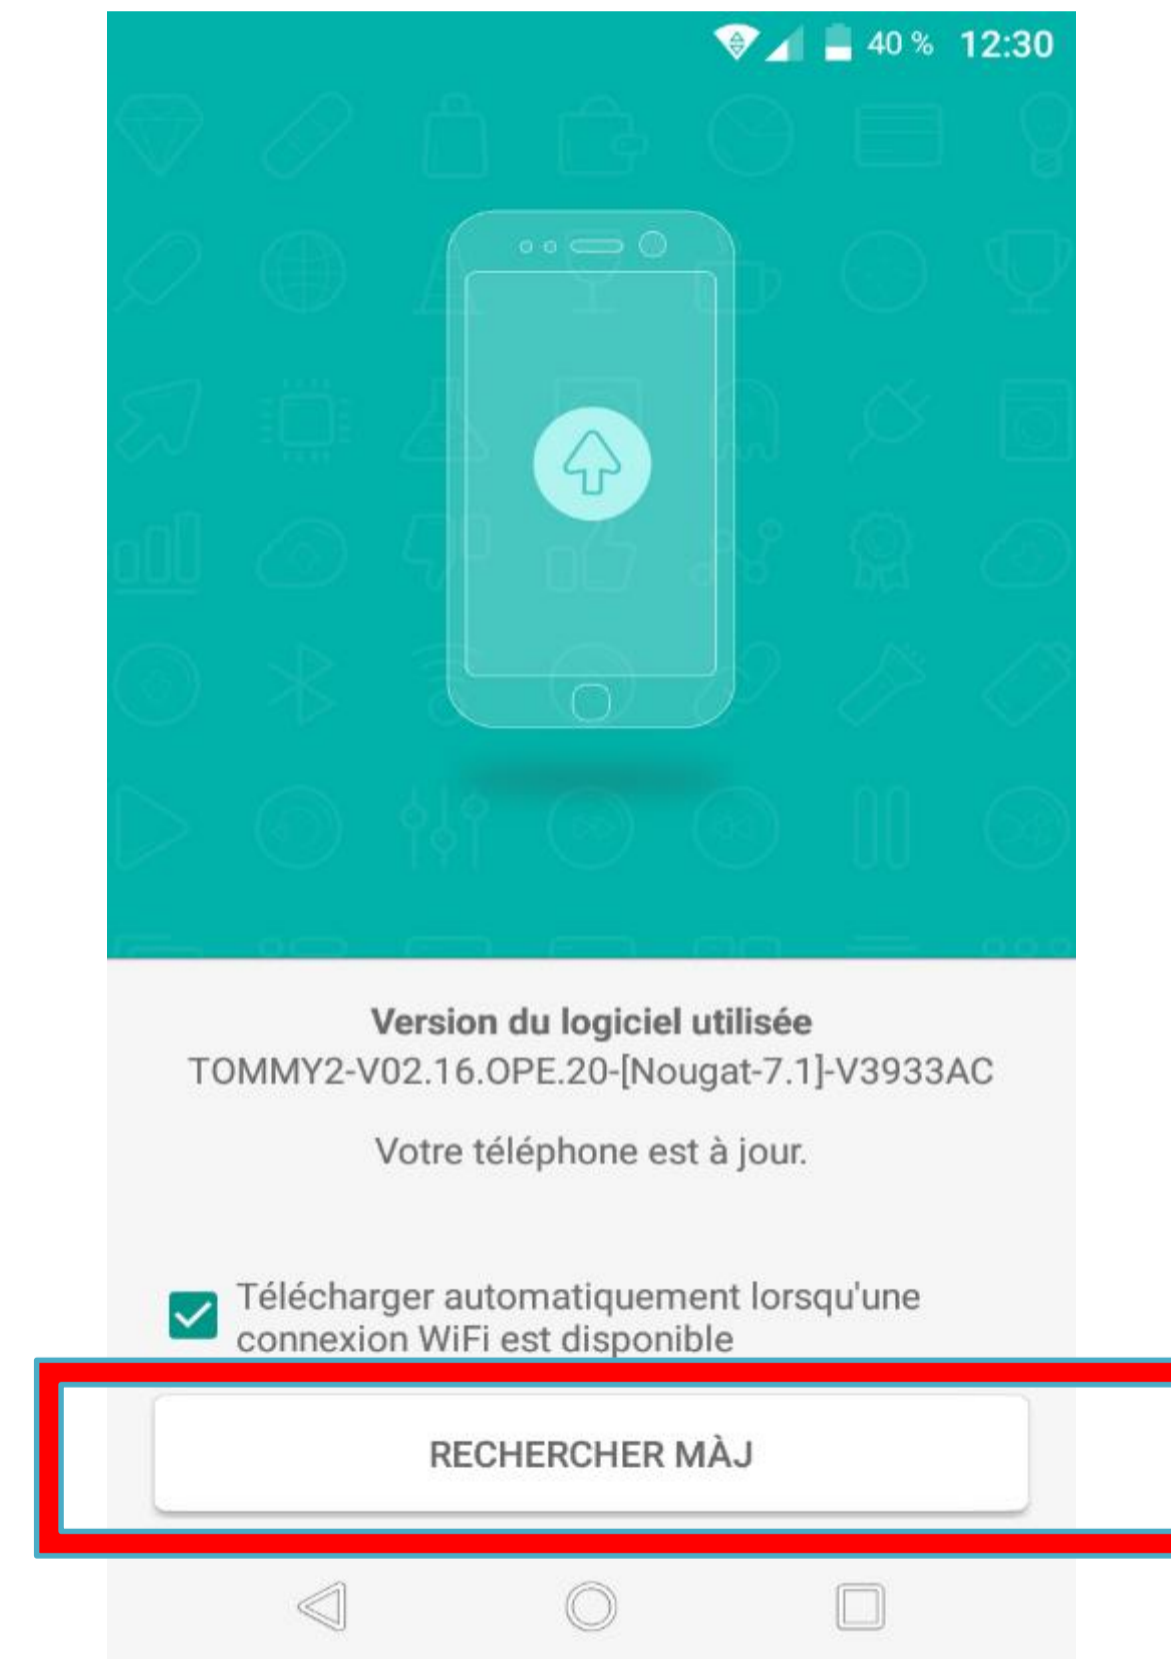 40 % 12:30
Version du logiciel utilisée
TOMMY2-V02.16.OPE.20-[Nougat-7.1]-V3933AC
Votre téléphone est à jour.
Télécharger automatiquement lorsqu'une
connexion WiFi est disponible
RECHERCHER MÀJ